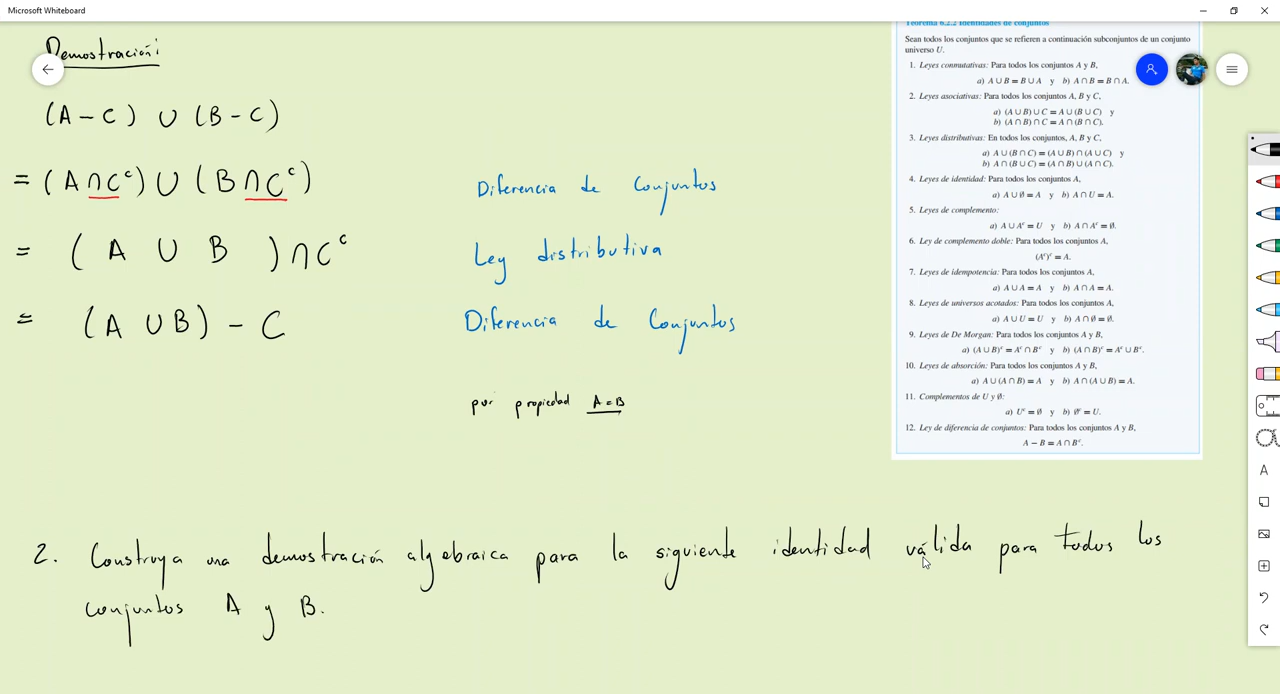 Microsoft Whiteboard
Demostración:
(A - C) ∪ (B - C)
= (A ∩ Cᶜ) ∪ (B ∩ Cᶜ) Diferencia de Conjuntos
= ( A ∪ B ) ∩ Cᶜ Ley distributiva
= (A ∪ B) - C Diferencia de Conjuntos
por propiedad A = B
2. Construya una demostración algebraica para la siguiente identidad válida para todos los
conjuntos A y B.
Teorema 6.2.2 Identidades de conjuntos
Sean todos los conjuntos que se refieren a continuación subconjuntos de un conjunto
universo U.
1. Leyes conmutativas: Para todos los conjuntos A y B,
a) A ∪ B = B ∪ A y b) A ∩ B = B ∩ A.
2. Leyes asociativas: Para todos los conjuntos, A, B y C,
a) (A ∪ B) ∪ C = A ∪ (B ∪ C) y
b) (A ∩ B) ∩ C = A ∩ (B ∩ C).
3. Leyes distributivas: En todos los conjuntos, A, B y C,
a) A ∪ (B ∩ C) = (A ∪ B) ∩ (A ∪ C) y
b) A ∩ (B ∪ C) = (A ∩ B) ∪ (A ∩ C).
4. Leyes de identidad: Para todos los conjuntos A,
a) A ∪ ∅ = A y b) A ∩ U = A.
5. Leyes de complemento:
a) A ∪ Aᶜ = U y b) A ∩ Aᶜ = ∅.
6. Ley de complemento doble: Para todos los conjuntos A,
(Aᶜ)ᶜ = A.
7. Leyes de idempotencia: Para todos los conjuntos A,
a) A ∪ A = A y b) A ∩ A = A.
8. Leyes de universos acotados: Para todos los conjuntos A,
a) A ∪ U = U y b) A ∩ ∅ = ∅.
9. Leyes de De Morgan: Para todos los conjuntos A y B,
a) (A ∪ B)ᶜ = Aᶜ ∩ Bᶜ y b) (A ∩ B)ᶜ = Aᶜ ∪ Bᶜ.
10. Leyes de absorción: Para todos los conjuntos A y B,
a) A ∪ (A ∩ B) = A y b) A ∩ (A ∪ B) = A.
11. Complementos de U y ∅:
a) Uᶜ = ∅ y b) ∅ᶜ = U.
12. Ley de diferencia de conjuntos: Para todos los conjuntos A y B,
A − B = A ∩ Bᶜ.
A